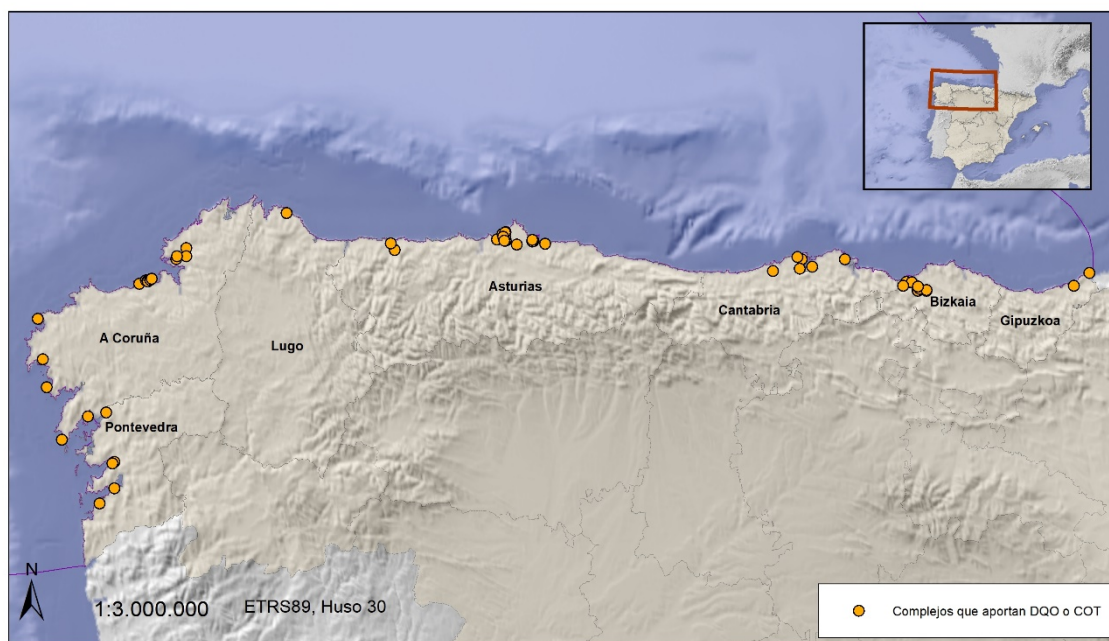 Asturias
Cantabria
Bizkaia
Gipuzkoa
A Coruña
Lugo
Pontevedra
N
1:3.000.000
ETRS89, Huso 30
Complejos que aportan DQO o COT